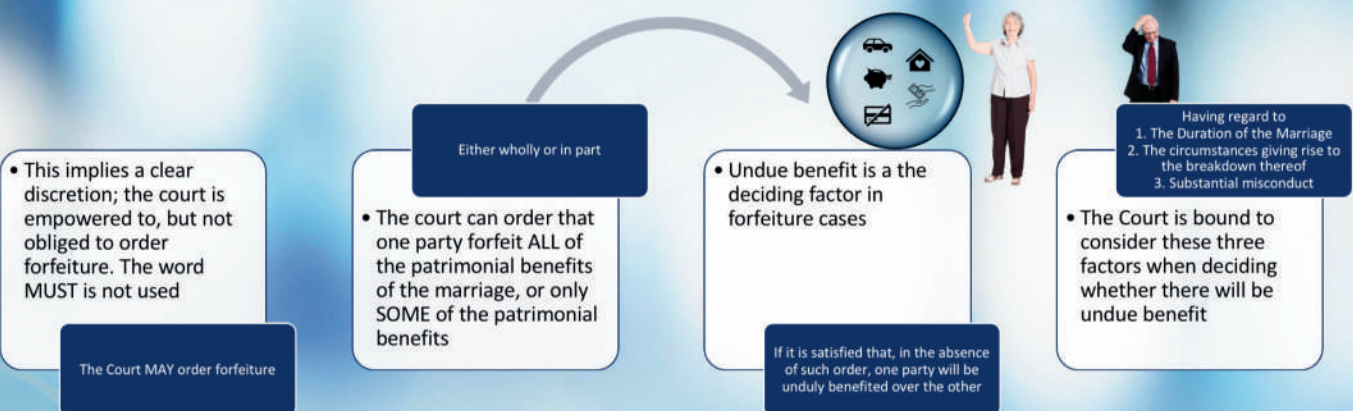 • This implies a clear
discretion; the court is
empowered to, but not
obliged to order
forfeiture. The word
MUST is not used
The Court MAY order forfeiture
Either wholly or in part
• The court can order that
one party forfeit ALL of
the patrimonial benefits
of the marriage, or only
SOME of the patrimonial
benefits
• Undue benefit is a the
deciding factor in
forfeiture cases
If it is satisfied that, in the absence
of such order, one party will be
unduly benefited over the other
Having regard to
1. The Duration of the Marriage
2. The circumstances giving rise to
the breakdown thereof
3. Substantial misconduct
• The Court is bound to
consider these three
factors when deciding
whether there will be
undue benefit